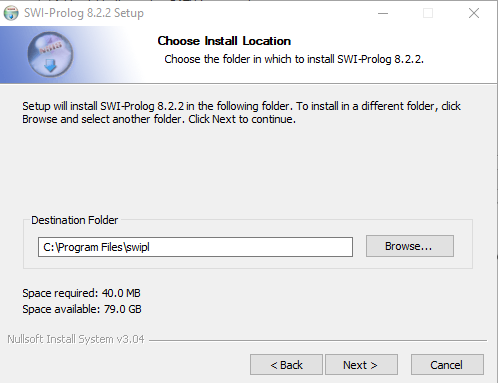 SWI-Prolog 8.2.2 Setup
Choose Install Location
Choose the folder in which to install SWI-Prolog 8.2.2.
Setup will install SWI-Prolog 8.2.2 in the following folder. To install in a different folder, click
Browse and select another folder. Click Next to continue.
Destination Folder
C:\Program Files\swipl
Browse...
Space required: 40.0 MB
Space available: 79.0 GB
Nullsoft Install System v3.04
< Back
Next >
Cancel